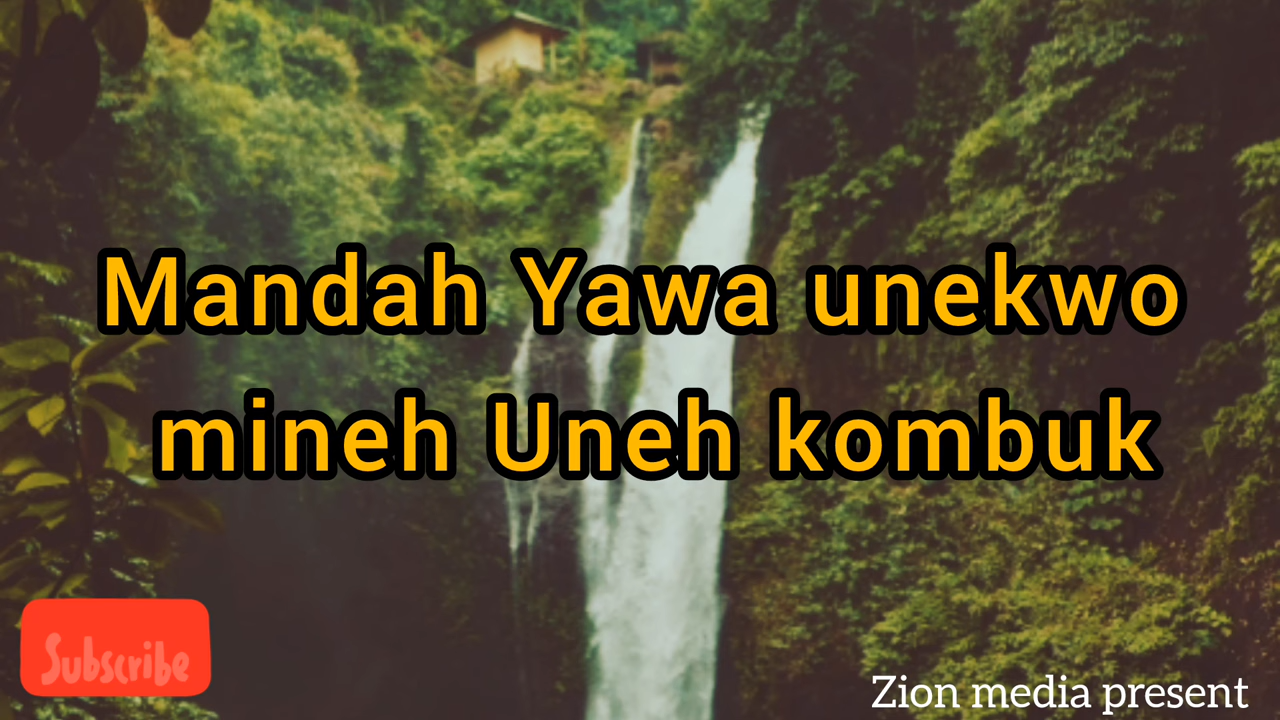 Mandah Yawa unekwo
mineh Uneh kombuk
Subscribe
Zion media present